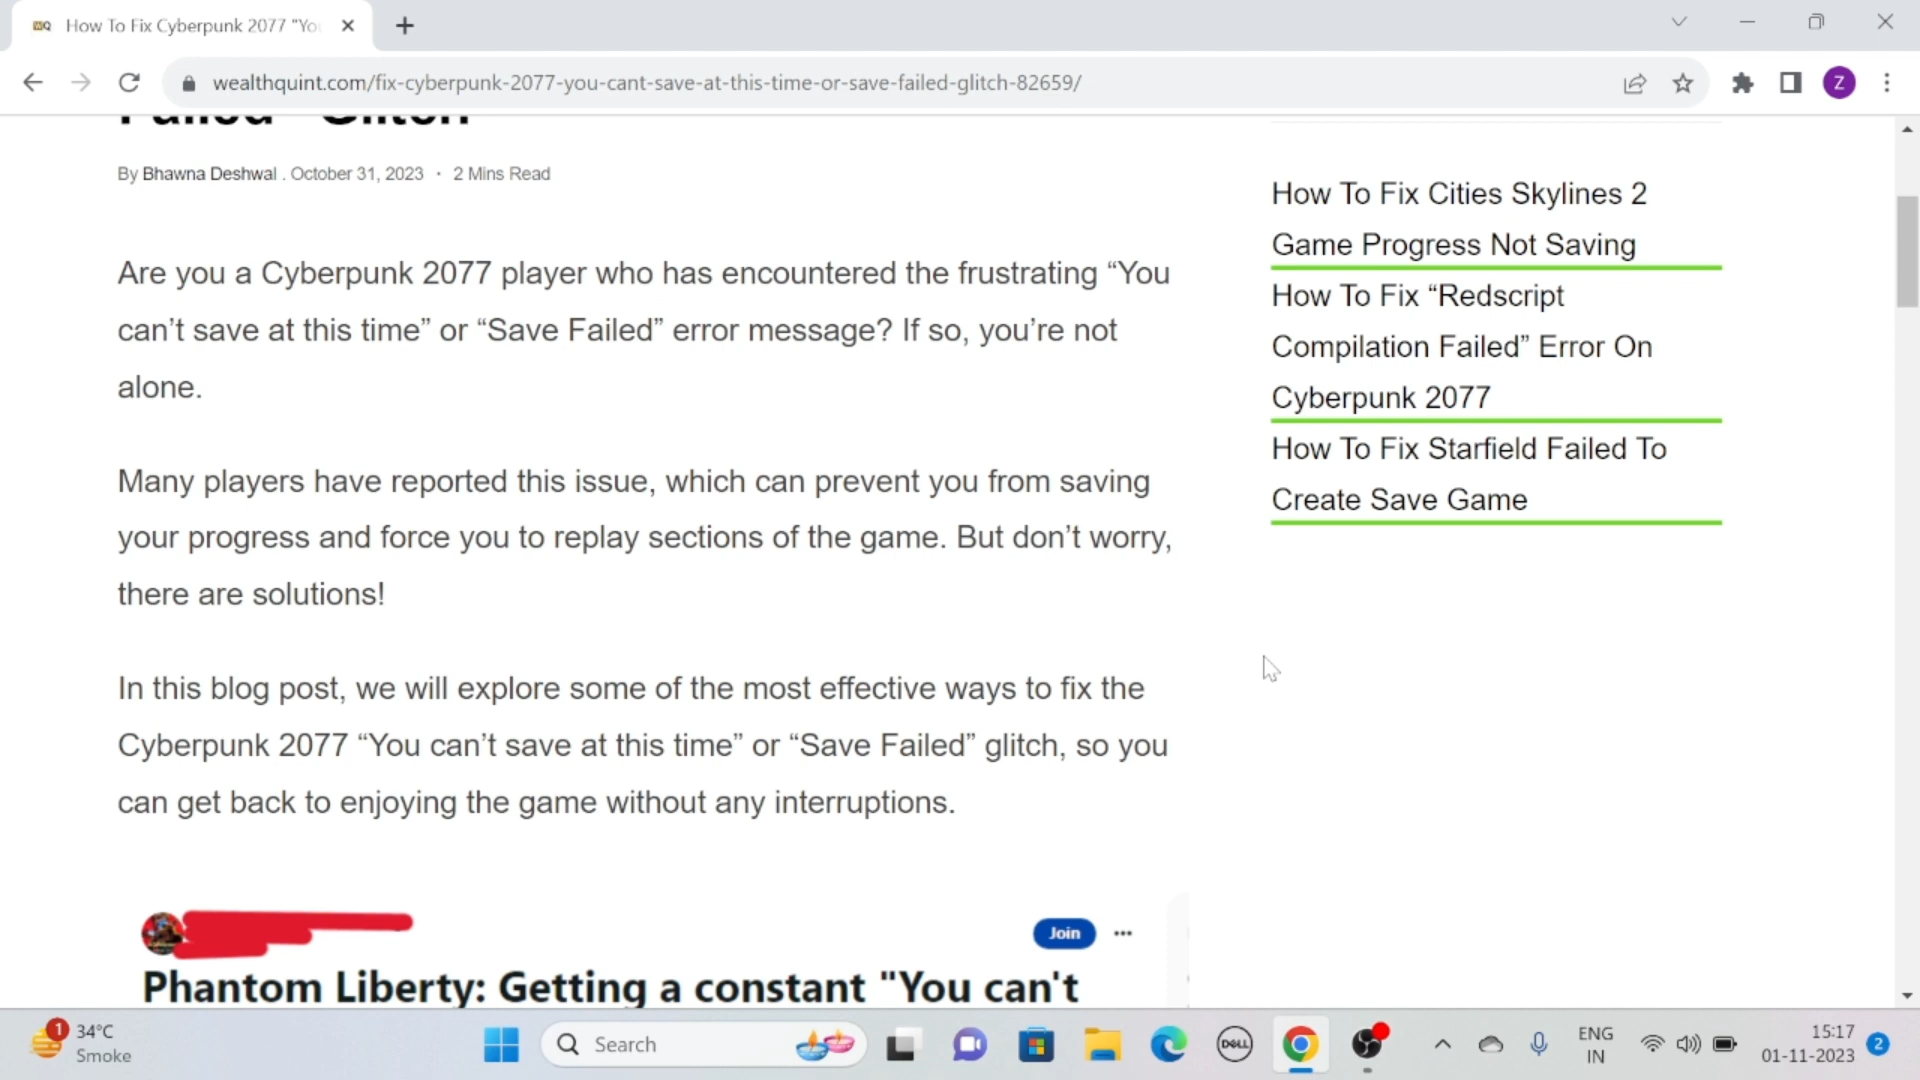 How To Fix Cyberpunk 2077 "Yo
wealthquint.com/fix-cyberpunk-2077-you-cant-save-at-this-time-or-save-failed-glitch-82659/
Z
Failed" Glitch
By Bhawna Deshwal . October 31, 2023 · 2 Mins Read
Are you a Cyberpunk 2077 player who has encountered the frustrating “You
can’t save at this time” or “Save Failed” error message? If so, you’re not
alone.
Many players have reported this issue, which can prevent you from saving
your progress and force you to replay sections of the game. But don’t worry,
there are solutions!
In this blog post, we will explore some of the most effective ways to fix the
Cyberpunk 2077 “You can’t save at this time” or “Save Failed” glitch, so you
can get back to enjoying the game without any interruptions.
Join
Phantom Liberty: Getting a constant "You can't
How To Fix Cities Skylines 2
Game Progress Not Saving
How To Fix “Redscript
Compilation Failed” Error On
Cyberpunk 2077
How To Fix Starfield Failed To
Create Save Game
1
34°C
Smoke
Search
DELL
ENG
IN
15:17
01-11-2023
2